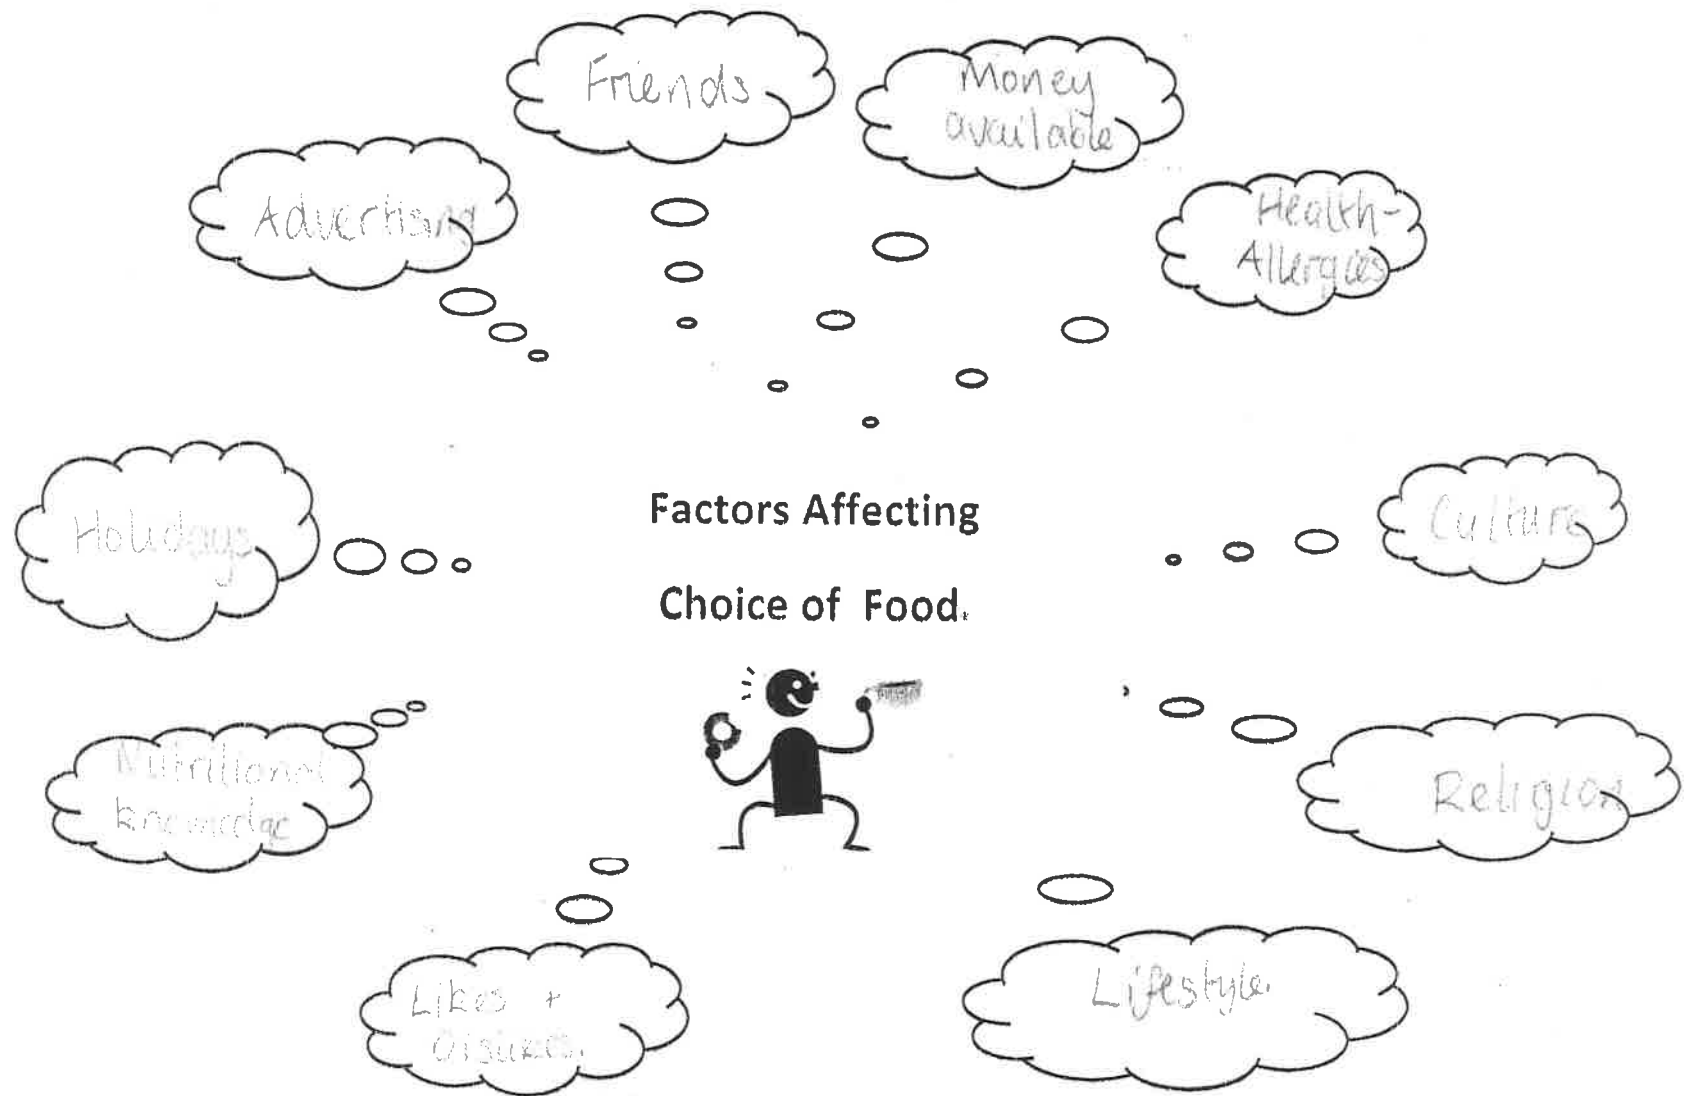 Friends
Money
available
Advertising
Health-
Allergies
Holidays
Factors Affecting
Culture
Choice of Food.
Nutritional
knowledge
Religion
Likes +
Dislikes.
Lifestyle.